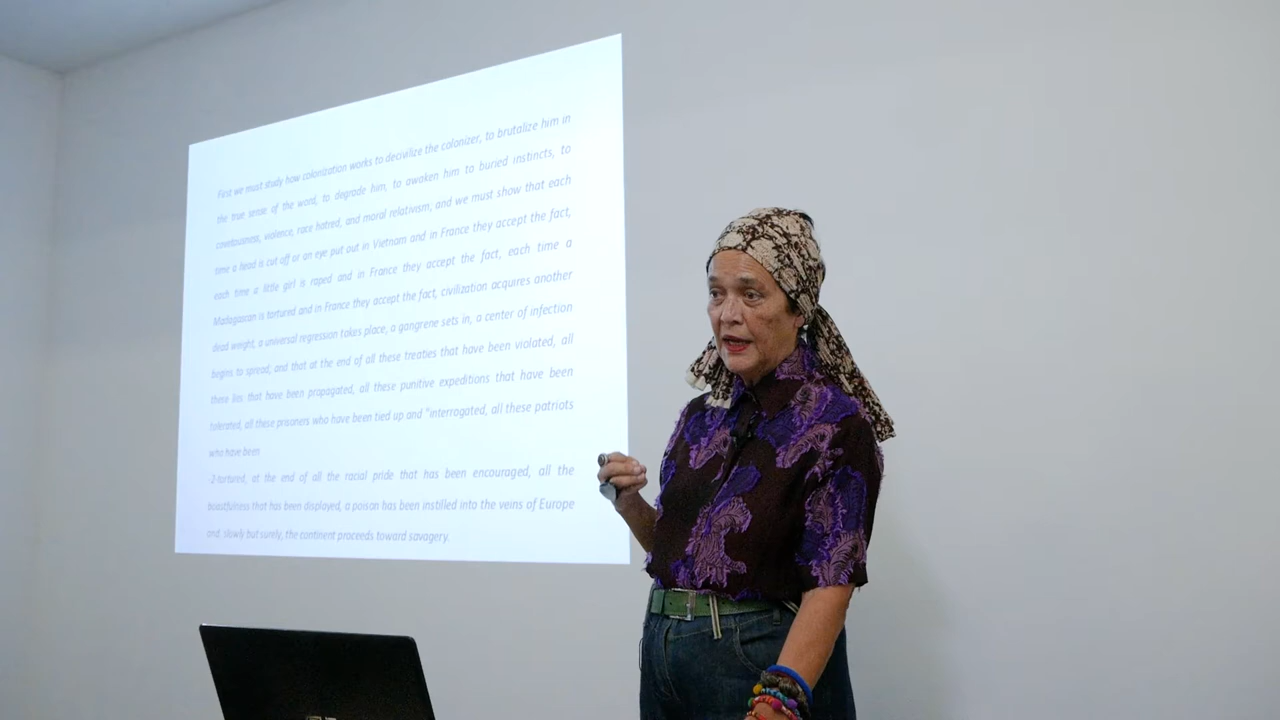 First we must study how colonization works to decivilize the colonizer, to brutalize him in
the true sense of the word, to degrade him, to awaken him to buried instincts, to
covetousness, violence, race hatred, and moral relativism, and we must show that each
time a head is cut off or an eye put out in Vietnam and in France they accept the fact,
each time a little girl is raped and in France they accept the fact, each time a
Madagascan is tortured and in France they accept the fact, civilization acquires another
dead weight, a universal regression takes place, a gangrene sets in, a center of infection
begins to spread; and that at the end of all these treaties that have been violated, all
these lies that have been propagated, all these punitive expeditions that have been
tolerated, all these prisoners who have been tied up and "interrogated, all these patriots
who have been
-2-tortured, at the end of all the racial pride that has been encouraged, all the
boastfulness that has been displayed, a poison has been instilled into the veins of Europe
and. slowly but surely, the continent proceeds toward savagery.